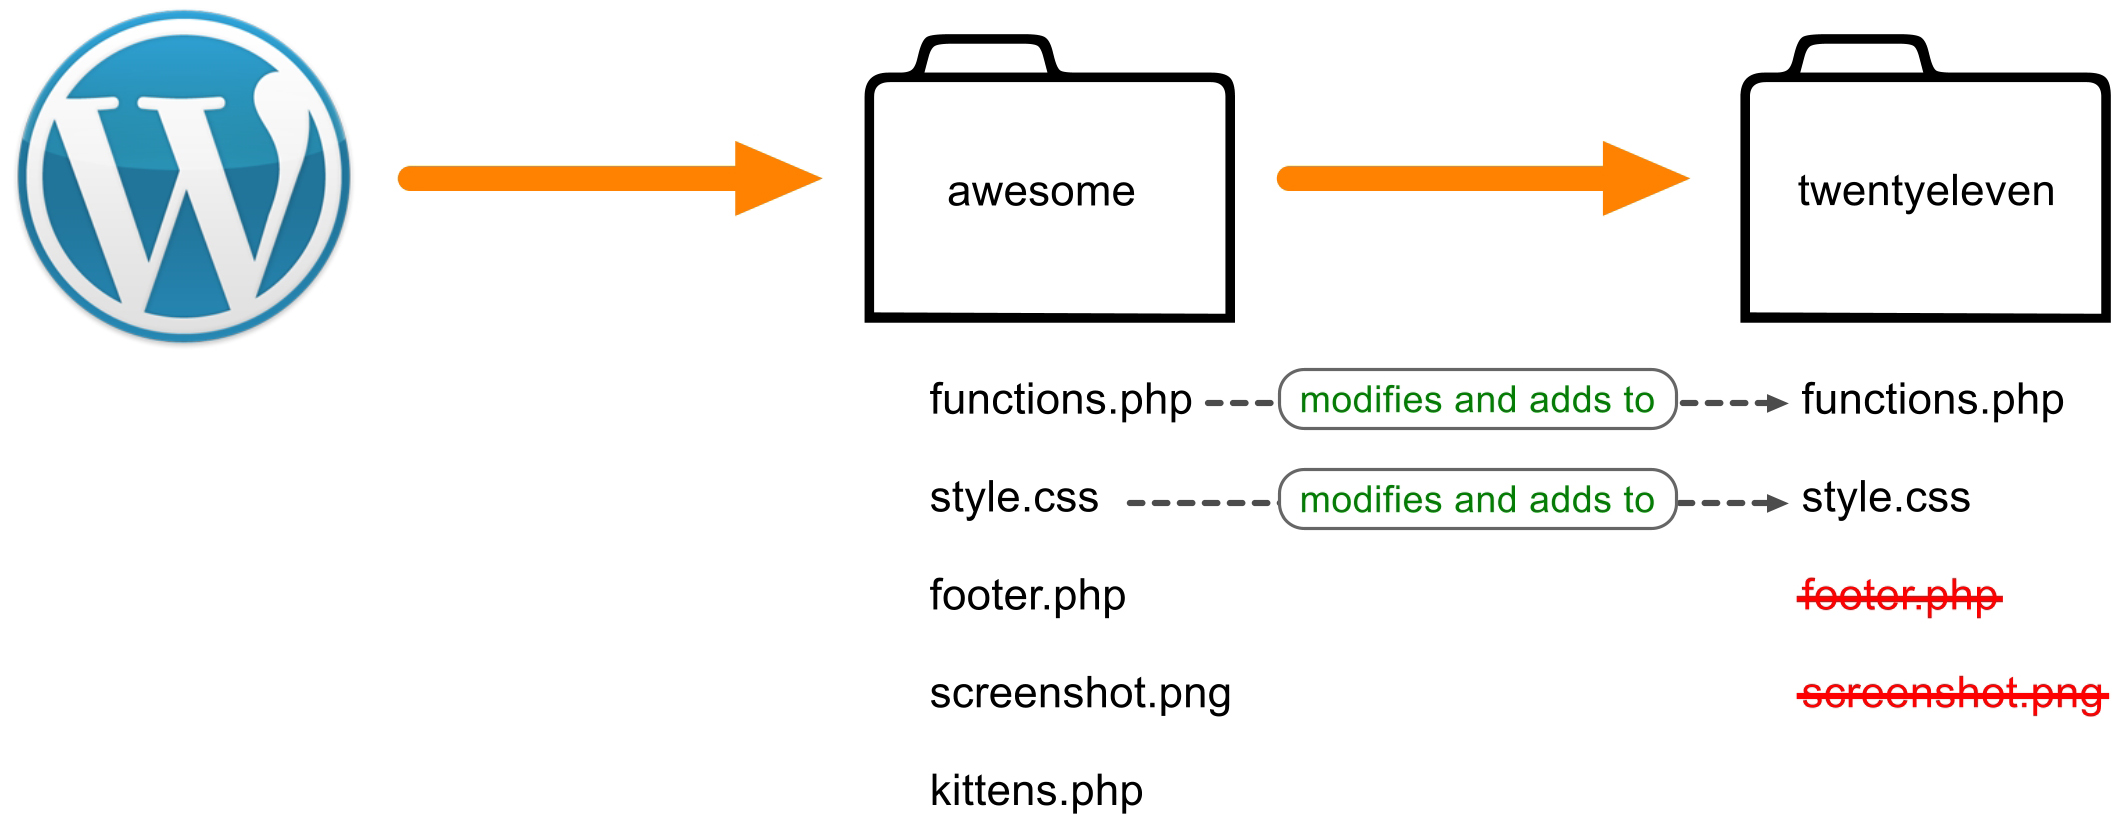 awesome
twentyeleven
functions.php modifies and adds to functions.php
style.css modifies and adds to style.css
footer.php footer.php
screenshot.png screenshot.png
kittens.php